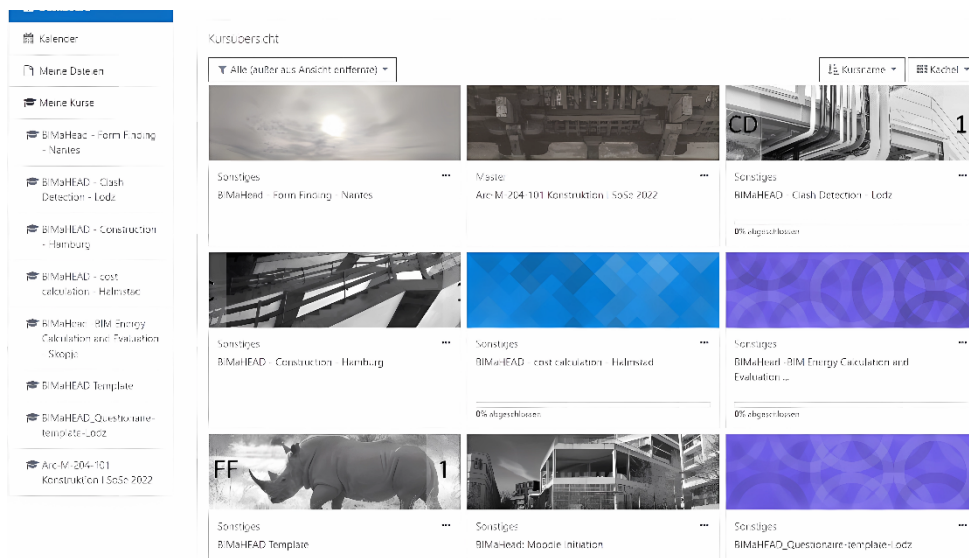 Dashboard
Kalender
Meine Dateien
Meine Kurse
BIMaHead - Form Finding
- Nantes
BIMaHEAD - Clash
Detection - Lodz
BIMaHEAD - Construction
- Hamburg
BIMaHEAD - cost
calculation - Halmstad
BIMaHead -BIM Energy
Calculation and Evaluation
- Skopje
BIMaHEAD Template
BIMaHEAD_Questionaire-
template-Lodz
Arc-M-204-101
Konstruktion I SoSe 2022
Kursübersicht
Alle (außer aus Ansicht entfernte)
Kursname
Kachel
CD
1
Sonstiges
BIMaHead - Form Finding - Nantes
Master
Arc-M-204-101 Konstruktion I SoSe 2022
Sonstiges
BIMaHEAD - Clash Detection - Lodz
0% abgeschlossen
Sonstiges
BIMaHEAD - Construction - Hamburg
Sonstiges
BIMaHEAD - cost calculation - Halmstad
0% abgeschlossen
Sonstiges
BIMaHead -BIM Energy Calculation and
Evaluation ...
0% abgeschlossen
FF
1
Sonstiges
BIMaHEAD Template
Sonstiges
BIMaHead: Moodle Initiation
Sonstiges
BIMaHEAD_Questionaire-template-Lodz